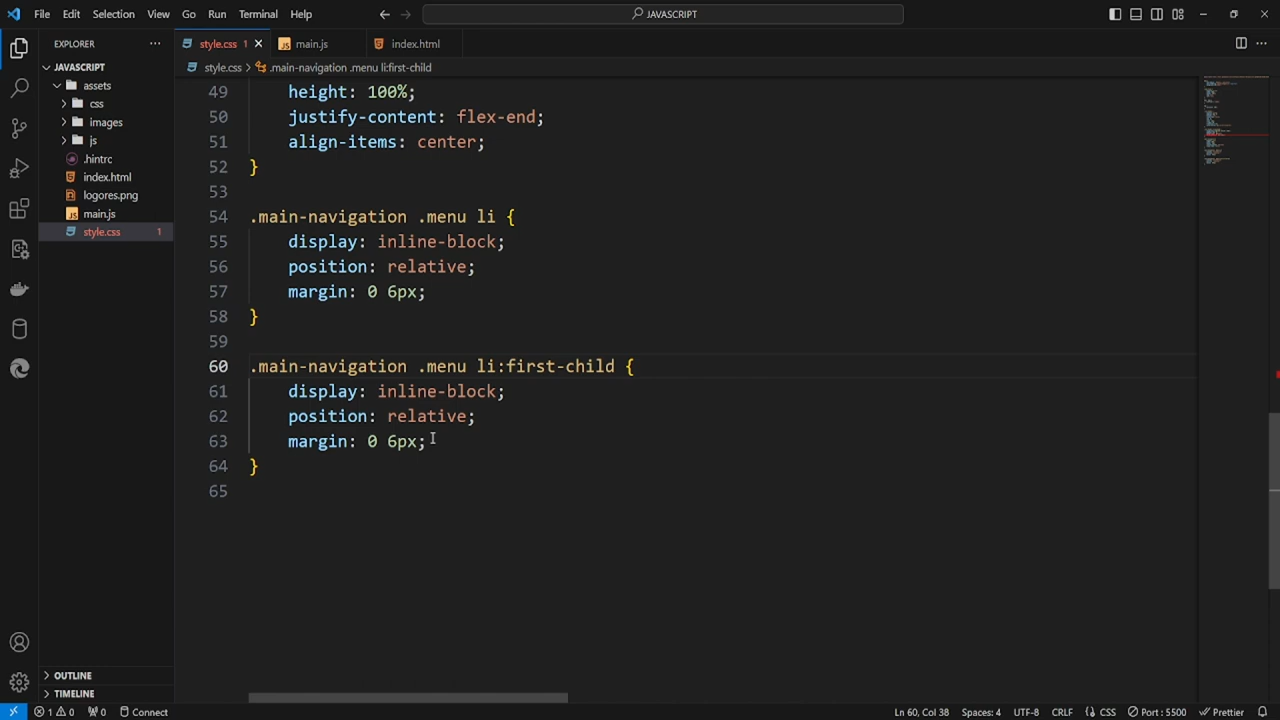 File Edit Selection View Go Run Terminal Help JAVASCRIPT
EXPLORER ... style.css 1 main.js index.html
JAVASCRIPT style.css > .main-navigation .menu li:first-child
assets
css
images
js
.hintrc
index.html
logores.png
main.js
style.css 1
49 height: 100%;
50 justify-content: flex-end;
51 align-items: center;
52 }
53
54 .main-navigation .menu li {
55 display: inline-block;
56 position: relative;
57 margin: 0 6px;
58 }
59
60 .main-navigation .menu li:first-child {
61 display: inline-block;
62 position: relative;
63 margin: 0 6px;
64 }
65
OUTLINE
TIMELINE
1 0 0 Connect Ln 60, Col 38 Spaces: 4 UTF-8 CRLF {} CSS Port : 5500 Prettier